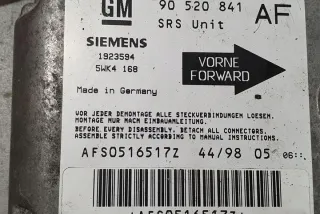 GM 90 520 841 AF
SRS Unit
SIEMENS
1923594
5WK4 168
VORNE
FORWARD
Made in Germany
VOR JEDER DEMONTAGE ALLE STECKVERBINDUNGEN LOESEN.
MONTAGE NUR NACH EINBAUANLEITUNG.
BEFORE EVERY DISASSEMBLY, DETACH ALL CONNECTORS.
ASSEMBLE STRICTLY ACCORDING TO MANUAL INSTRUCTIONS.
AFS0516517Z 44/98 05 06::.
*AFS0516517Z*